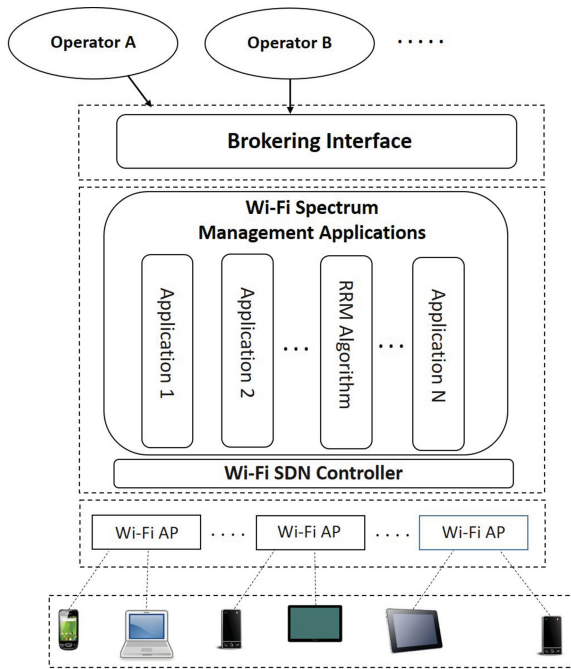 Operator A
Operator B
.....
Brokering Interface
Wi-Fi Spectrum
Management Applications
Application 1
Application 2
...
RRM Algorithm
...
Application N
Wi-Fi SDN Controller
Wi-Fi AP
....
Wi-Fi AP
....
Wi-Fi AP